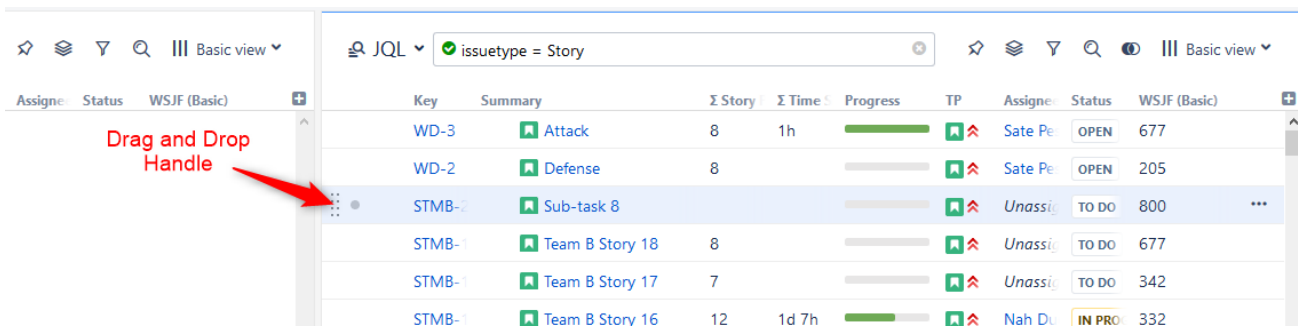 Basic view
JQL issuetype = Story Basic view
Assignee Status WSJF (Basic)
Key Summary Σ Story Σ Time Progress TP Assignee Status WSJF (Basic)
Drag and Drop
Handle
WD-3 Attack 8 1h Sate Pe OPEN 677
WD-2 Defense 8 Sate Pe OPEN 205
STMB-2 Sub-task 8 Unassig TO DO 800
STMB-1 Team B Story 18 8 Unassig TO DO 677
STMB-1 Team B Story 17 7 Unassig TO DO 342
STMB-1 Team B Story 16 12 1d 7h Nah Du IN PRO 332